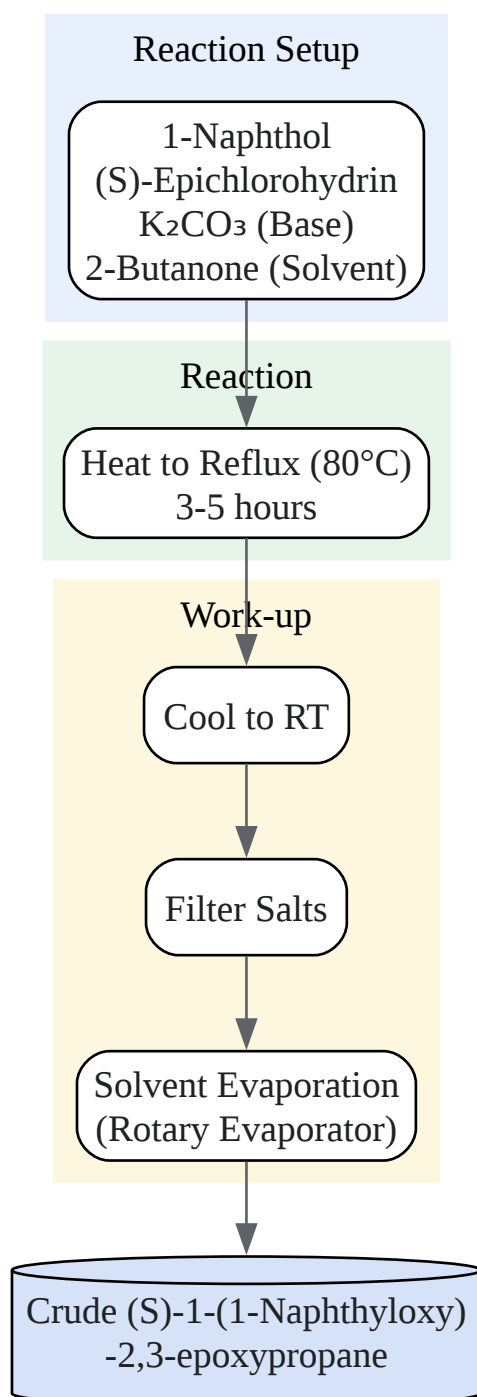 Reaction Setup
1-Naphthol
(S)-Epichlorohydrin
K₂CO₃ (Base)
2-Butanone (Solvent)
Reaction
Heat to Reflux (80°C)
3-5 hours
Work-up
Cool to RT
Filter Salts
Solvent Evaporation
(Rotary Evaporator)
Crude (S)-1-(1-Naphthyloxy)
-2,3-epoxypropane